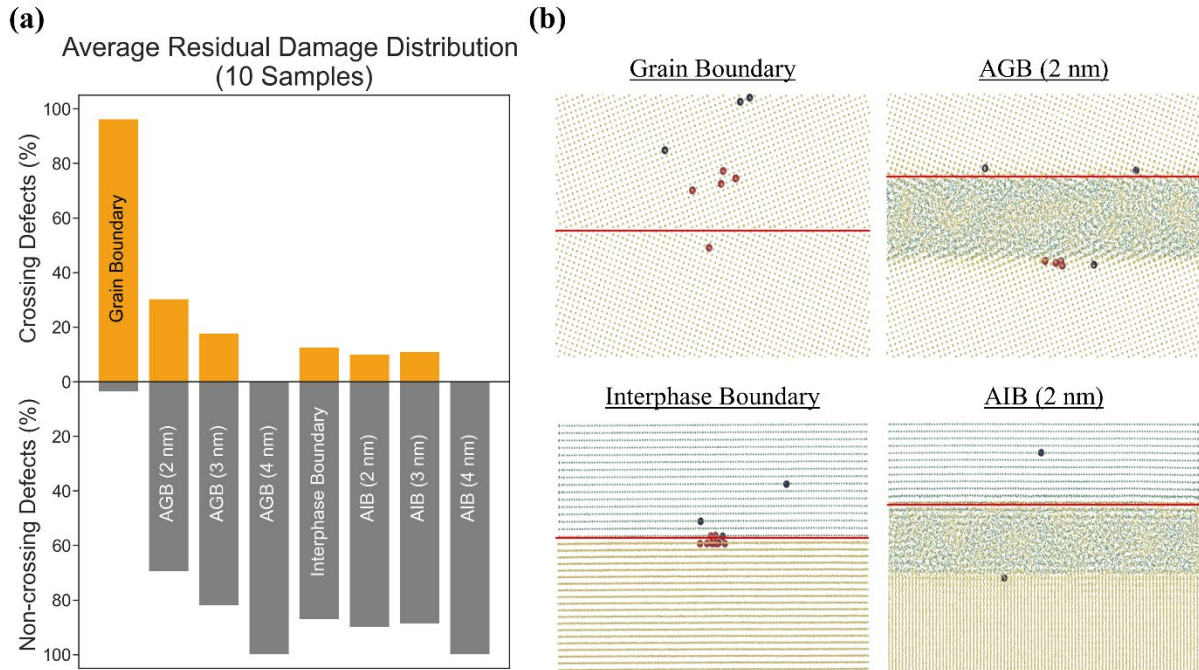 (a)
Average Residual Damage Distribution
(10 Samples)
Crossing Defects (%)
Non-crossing Defects (%)
100
80
60
40
20
0
20
40
60
80
100
Grain Boundary
AGB (2 nm)
AGB (3 nm)
AGB (4 nm)
Interphase Boundary
AIB (2 nm)
AIB (3 nm)
AIB (4 nm)
(b)
Grain Boundary
AGB (2 nm)
Interphase Boundary
AIB (2 nm)